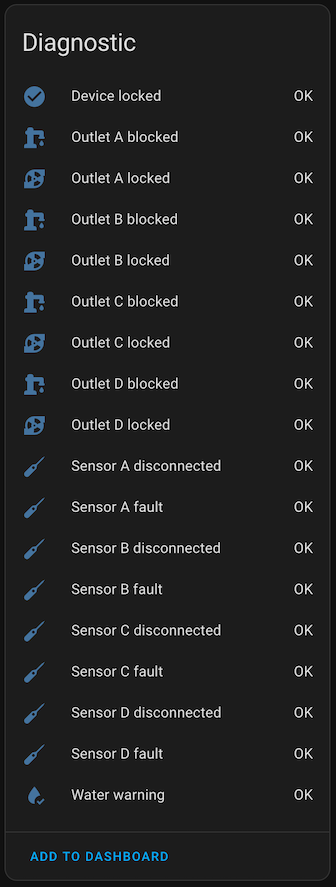 Diagnostic
Device locked OK
Outlet A blocked OK
Outlet A locked OK
Outlet B blocked OK
Outlet B locked OK
Outlet C blocked OK
Outlet C locked OK
Outlet D blocked OK
Outlet D locked OK
Sensor A disconnected OK
Sensor A fault OK
Sensor B disconnected OK
Sensor B fault OK
Sensor C disconnected OK
Sensor C fault OK
Sensor D disconnected OK
Sensor D fault OK
Water warning OK
ADD TO DASHBOARD